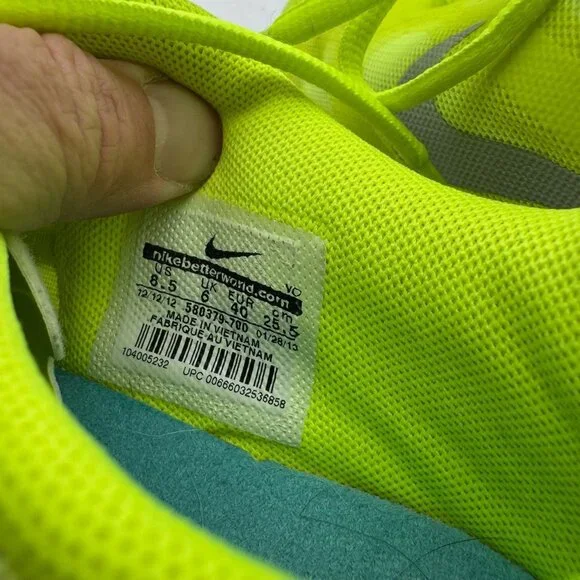 VO
nikebetterworld.com
US UK EUR cm
8.5 6 40 25.5
12/12/12 580379-700 01/28/13
MADE IN VIETNAM
FABRIQUE AU VIETNAM
104005232 UPC 00666032536858